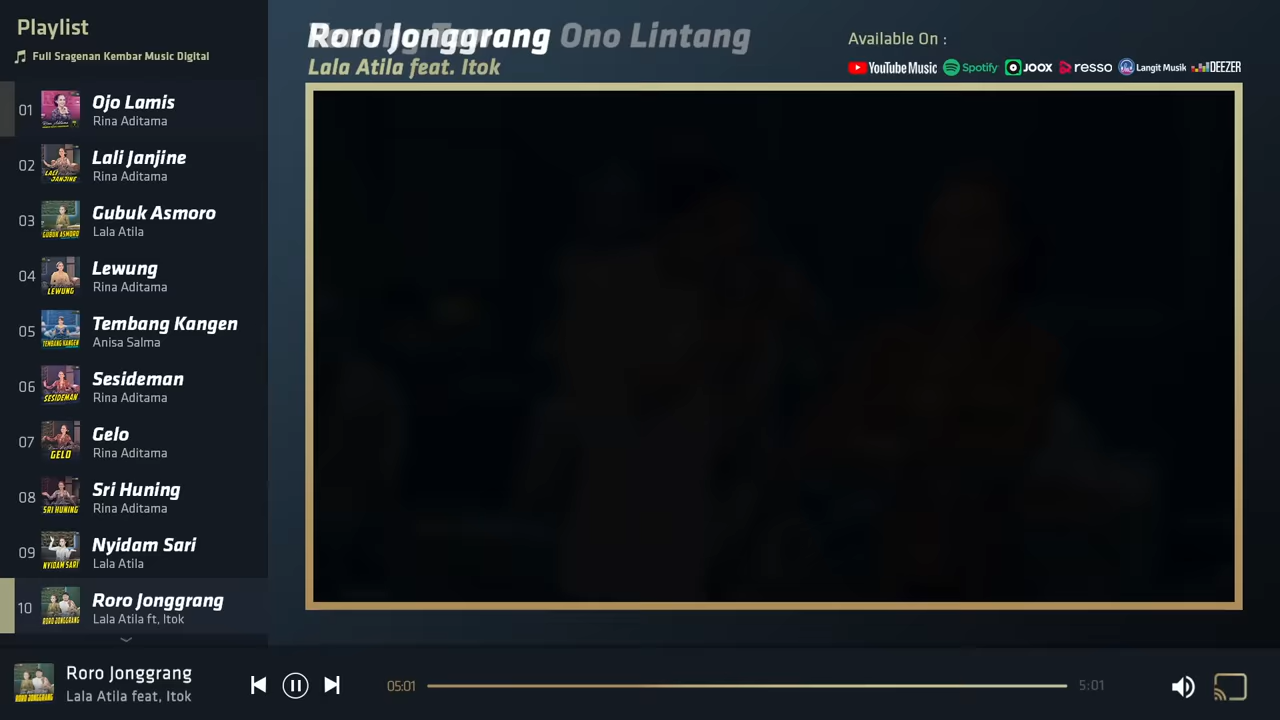 Playlist
Full Sragenan Kembar Music Digital
01
Ojo Lamis
Rina Aditama
02
Lali Janjine
Rina Aditama
03
Gubuk Asmoro
Lala Atila
04
Lewung
Rina Aditama
05
Tembang Kangen
Anisa Salma
06
Sesideman
Rina Aditama
07
Gelo
Rina Aditama
08
Sri Huning
Rina Aditama
09
Nyidam Sari
Lala Atila
10
Roro Jonggrang
Lala Atila ft, Itok
Roro Jonggrang Ono Lintang
Lala Atila feat. Itok
Available On :
YouTube Music Spotify JOOX resso Langit Musik DEEZER
Roro Jonggrang
Lala Atila feat, Itok
05:01
5:01